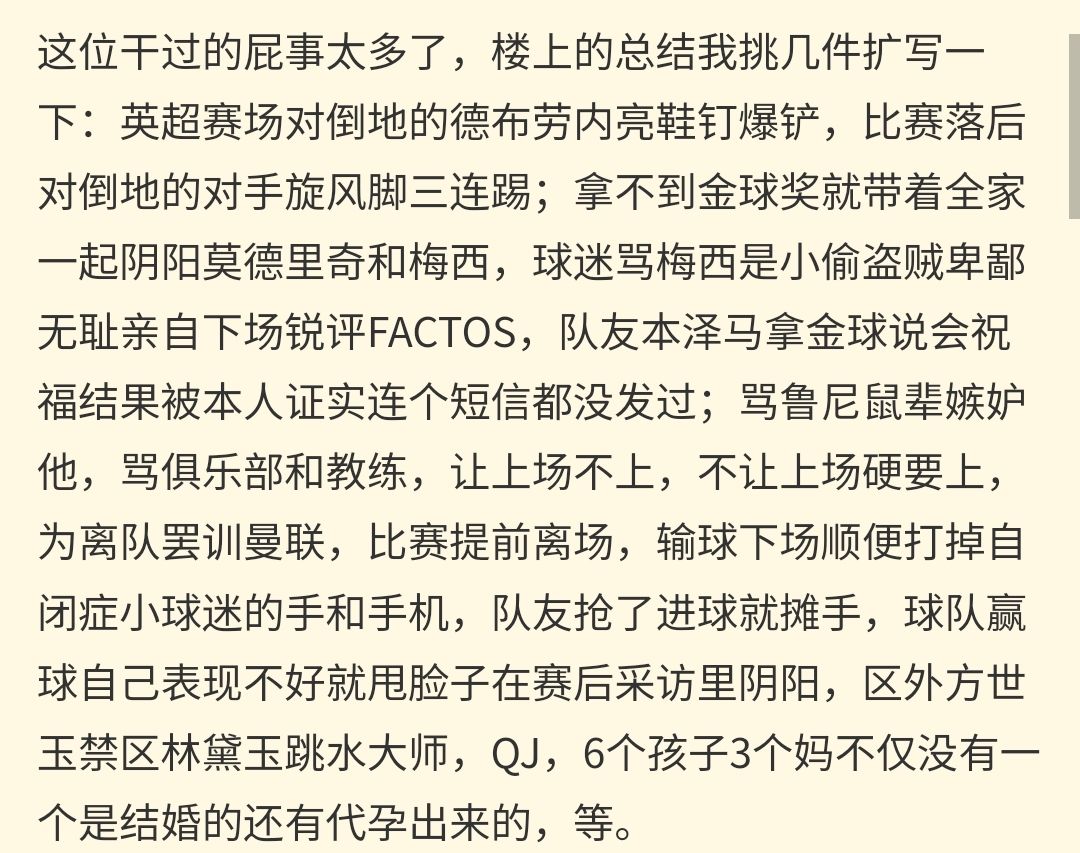 这位干过的屁事太多了，楼上的总结我挑几件扩写一
下：英超赛场对倒地的德布劳内亮鞋钉爆铲，比赛落后
对倒地的对手旋风脚三连踢；拿不到金球奖就带着全家
一起阴阳莫德里奇和梅西，球迷骂梅西是小偷盗贼卑鄙
无耻亲自下场锐评FACTOS，队友本泽马拿金球说会祝
福结果被本人证实连个短信都没发过；骂鲁尼鼠辈嫉妒
他，骂俱乐部和教练，让上场不上，不让上场硬要上，
为离队罢训曼联，比赛提前离场，输球下场顺便打掉自
闭症小球迷的手和手机，队友抢了进球就摊手，球队赢
球自己表现不好就甩脸子在赛后采访里阴阳，区外方世
玉禁区林黛玉跳水大师，QJ，6个孩子3个妈不仅没有一
个是结婚的还有代孕出来的，等。